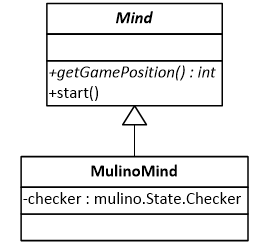 Mind
+getGamePosition() : int
+start()
MulinoMind
-checker : mulino.State.Checker